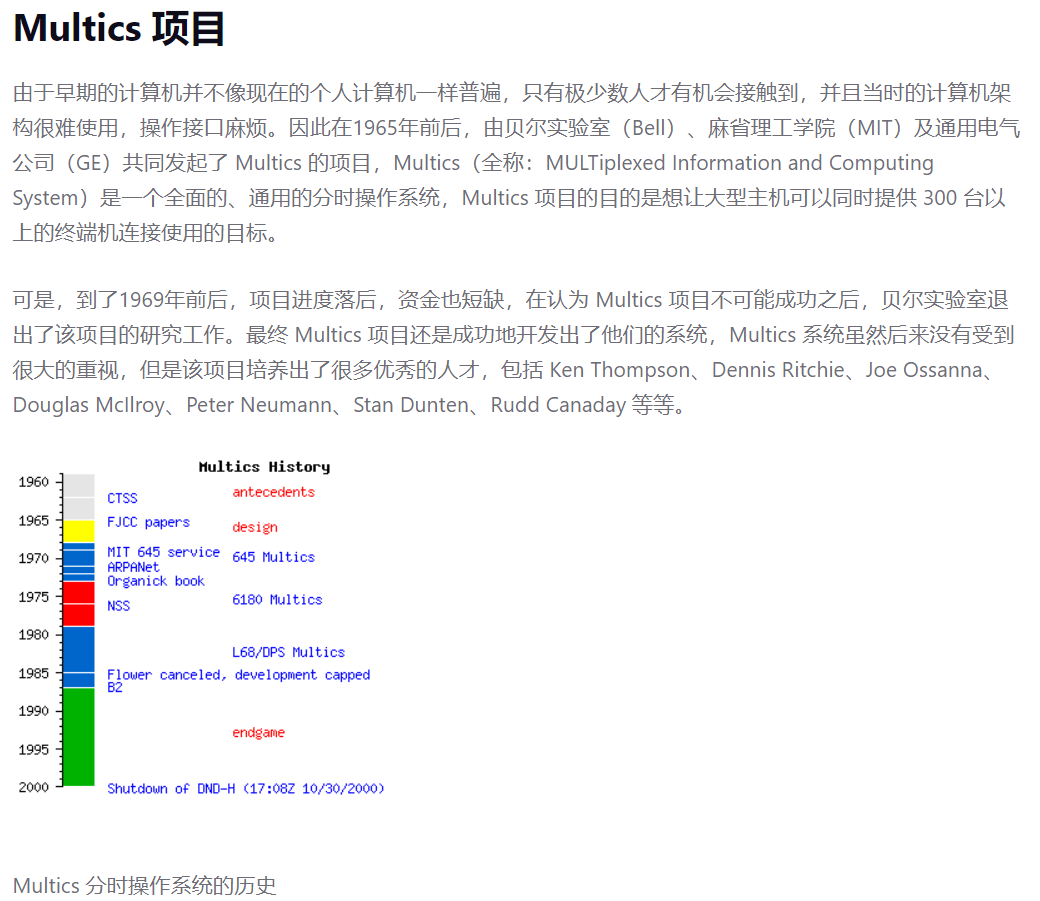 Multics 项目
由于早期的计算机并不像现在的个人计算机一样普遍，只有极少数人才有机会接触到，并且当时的计算机架
构很难使用，操作接口麻烦。因此在1965年前后，由贝尔实验室（Bell）、麻省理工学院（MIT）及通用电气
公司（GE）共同发起了 Multics 的项目，Multics（全称：MULTiplexed Information and Computing
System）是一个全面的、通用的分时操作系统，Multics 项目的目的是想让大型主机可以同时提供 300 台以
上的终端机连接使用的目标。
可是，到了1969年前后，项目进度落后，资金也短缺，在认为 Multics 项目不可能成功之后，贝尔实验室退
出了该项目的研究工作。最终 Multics 项目还是成功地开发出了他们的系统，Multics 系统虽然后来没有受到
很大的重视，但是该项目培养出了很多优秀的人才，包括 Ken Thompson、Dennis Ritchie、Joe Ossanna、
Douglas McIlroy、Peter Neumann、Stan Dunten、Rudd Canaday 等等。
Multics History
1960
antecedents
CTSS
1965
FJCC papers
design
MIT 645 service
645 Multics
1970
ARPANet
Organick book
1975
6180 Multics
NSS
1980
L68/DPS Multics
1985
Flower canceled, development capped
B2
1990
endgame
1995
2000
Shutdown of DND-H (17:08Z 10/30/2000)
Multics 分时操作系统的历史